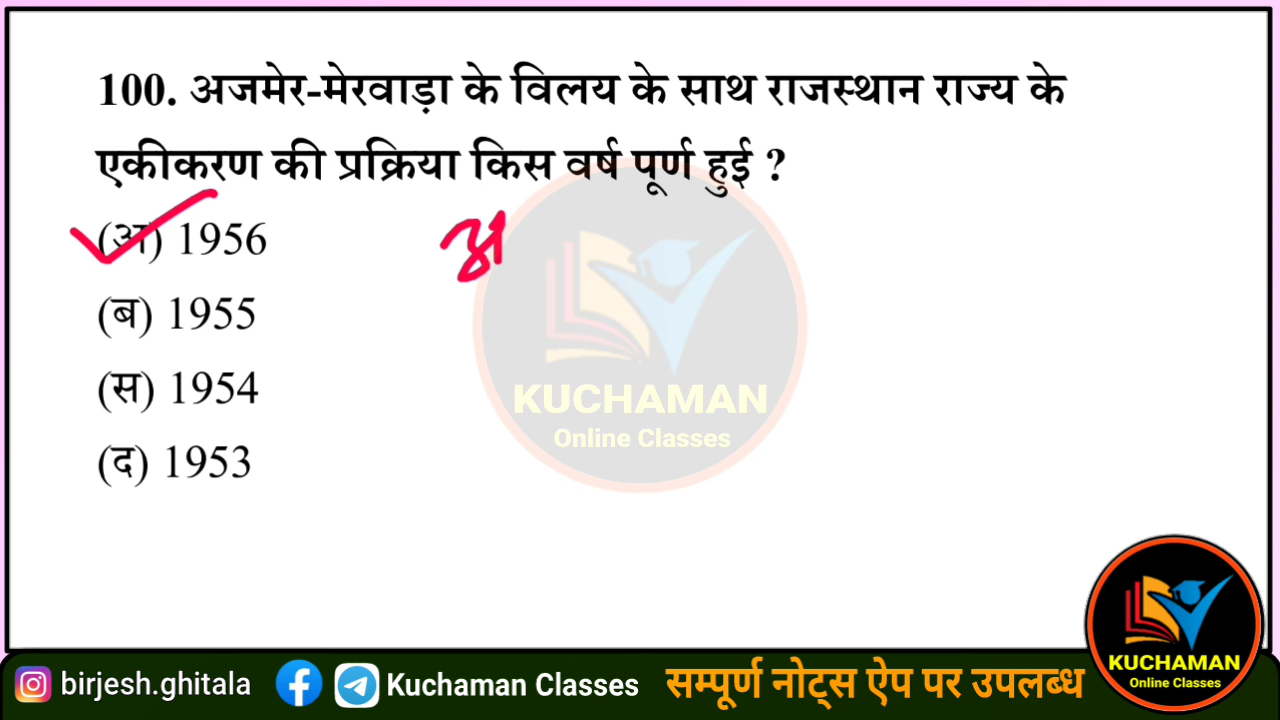 100. अजमेर-मेरवाड़ा के विलय के साथ राजस्थान राज्य के
एकीकरण की प्रक्रिया किस वर्ष पूर्ण हुई ?
(अ) 1956
अ
(ब) 1955
(स) 1954
(द) 1953
KUCHAMAN
Online Classes
KUCHAMAN
Online Classes
birjesh.ghitala
Kuchaman Classes
सम्पूर्ण नोट्स ऐप पर उपलब्ध